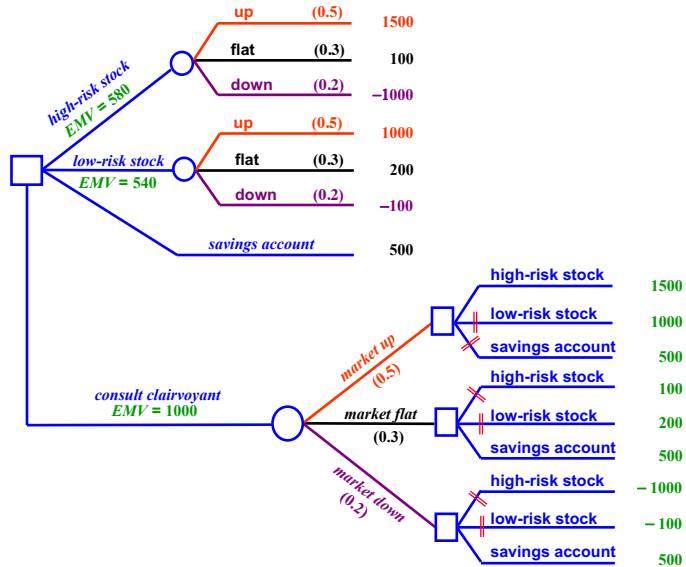 up (0.5) 1500
flat (0.3) 100
down (0.2) −1000
high-risk stock
EMV = 580
up (0.5) 1000
flat (0.3) 200
down (0.2) −100
low-risk stock
EMV = 540
savings account 500
consult clairvoyant
EMV = 1000
market up
(0.5)
high-risk stock 1500
low-risk stock 1000
savings account 500
market flat
(0.3)
high-risk stock 100
low-risk stock 200
savings account 500
market down
(0.2)
high-risk stock − 1000
low-risk stock − 100
savings account 500